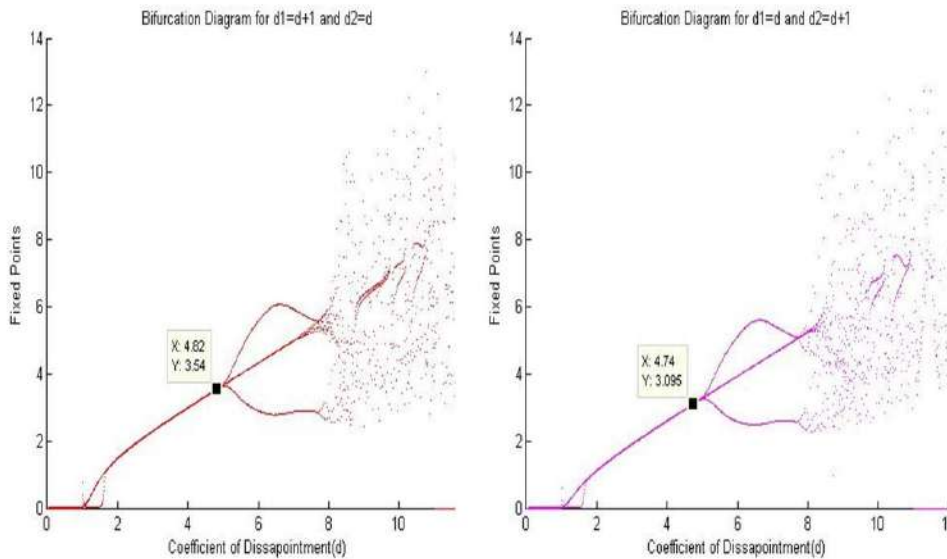 Bifurcation Diagram for d1=d+1 and d2=d
14
12
10
8
6
4
2
0
Fixed Points
X: 4.82
Y: 3.54
0 2 4 6 8 10
Coefficient of Dissapointment(d)
Bifurcation Diagram for d1=d and d2=d+1
14
12
10
8
6
4
2
0
Fixed Points
X: 4.74
Y: 3.095
0 2 4 6 8 10 12
Coefficient of Dissapointment(d)